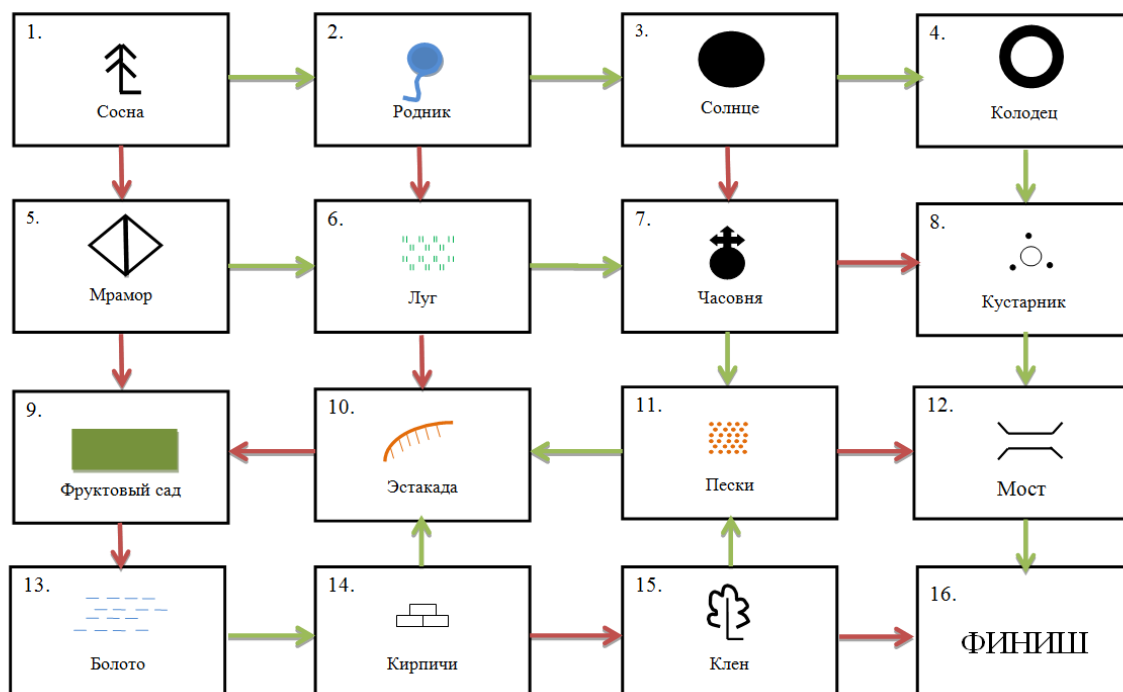 1.
Сосна
2.
Родник
3.
Солнце
4.
Колодец
5.
Мрамор
6.
Луг
7.
Часовня
8.
Кустарник
9.
Фруктовый сад
10.
Эстакада
11.
Пески
12.
Мост
13.
Болото
14.
Кирпичи
15.
Клен
16.
ФИНИШ